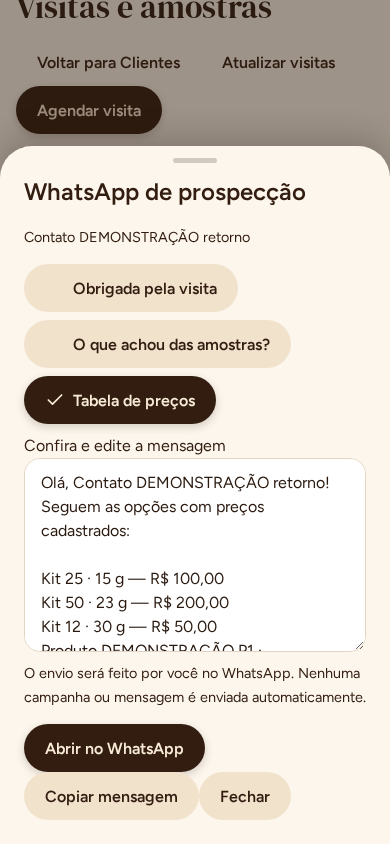 Visitas e amostras
Voltar para Clientes
Atualizar visitas
Agendar visita
WhatsApp de prospecção
Contato DEMONSTRAÇÃO retorno
Obrigada pela visita
O que achou das amostras?
Tabela de preços
Confira e edite a mensagem
Olá, Contato DEMONSTRAÇÃO retorno!
Seguem as opções com preços
cadastrados:
Kit 25 · 15 g — R$ 100,00
Kit 50 · 23 g — R$ 200,00
Kit 12 · 30 g — R$ 50,00
Produto DEMONSTRAÇÃO P1 ·
O envio será feito por você no WhatsApp. Nenhuma
campanha ou mensagem é enviada automaticamente.
Abrir no WhatsApp
Copiar mensagem
Fechar